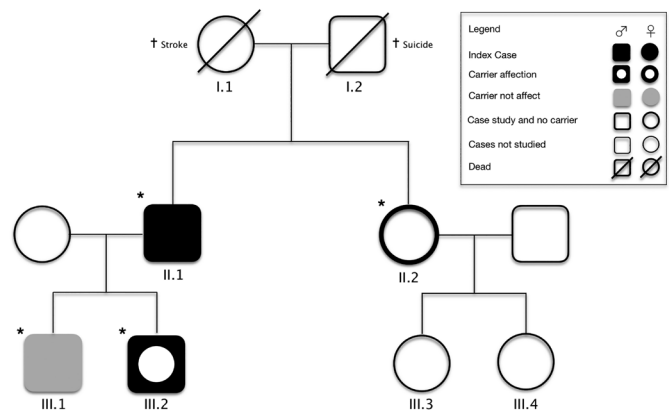 Legend
♂ ♀
Index Case
Carrier affection
Carrier not affect
Case study and no carrier
Cases not studied
Dead
† Stroke
† Suicide
I.1
I.2
*
*
II.1
II.2
*
*
III.1
III.2
III.3
III.4